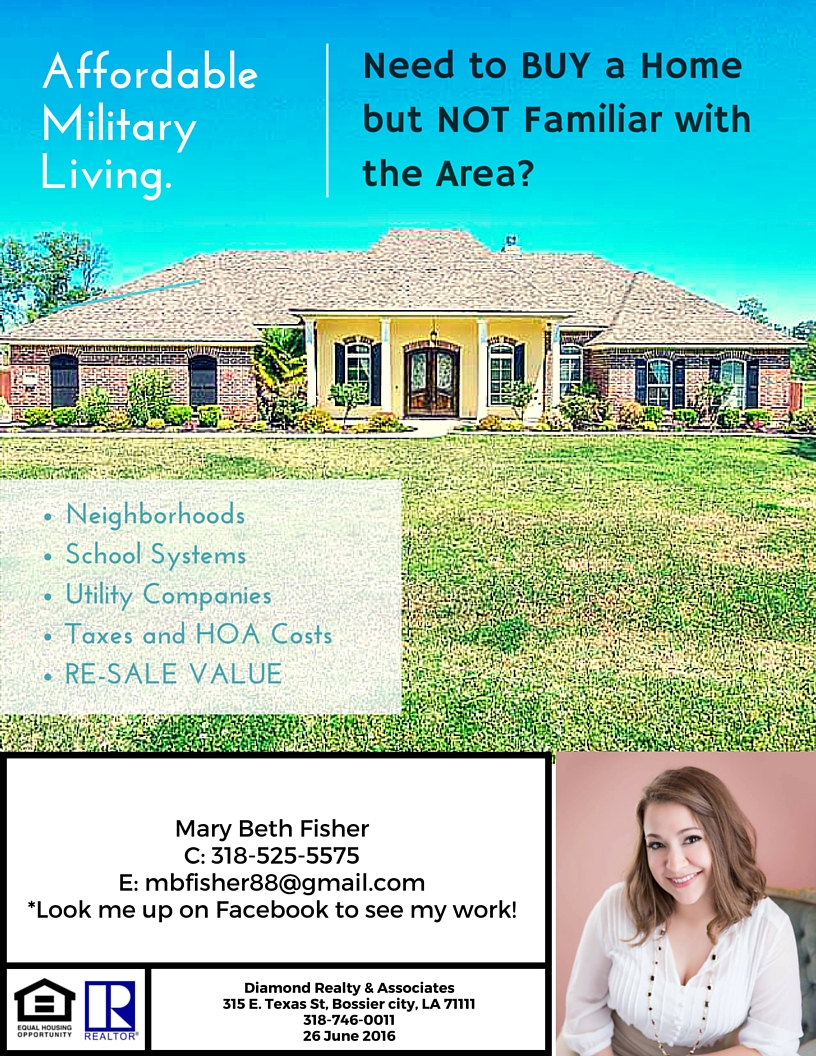 Affordable
Military
Living.
Need to BUY a Home
but NOT Familiar with
the Area?
• Neighborhoods
• School Systems
• Utility Companies
• Taxes and HOA Costs
• RE-SALE VALUE
Mary Beth Fisher
C: 318-525-5575
E: mbfisher88@gmail.com
*Look me up on Facebook to see my work!
EQUAL HOUSING
OPPORTUNITY
R
REALTOR®
Diamond Realty & Associates
315 E. Texas St, Bossier city, LA 71111
318-746-0011
26 June 2016